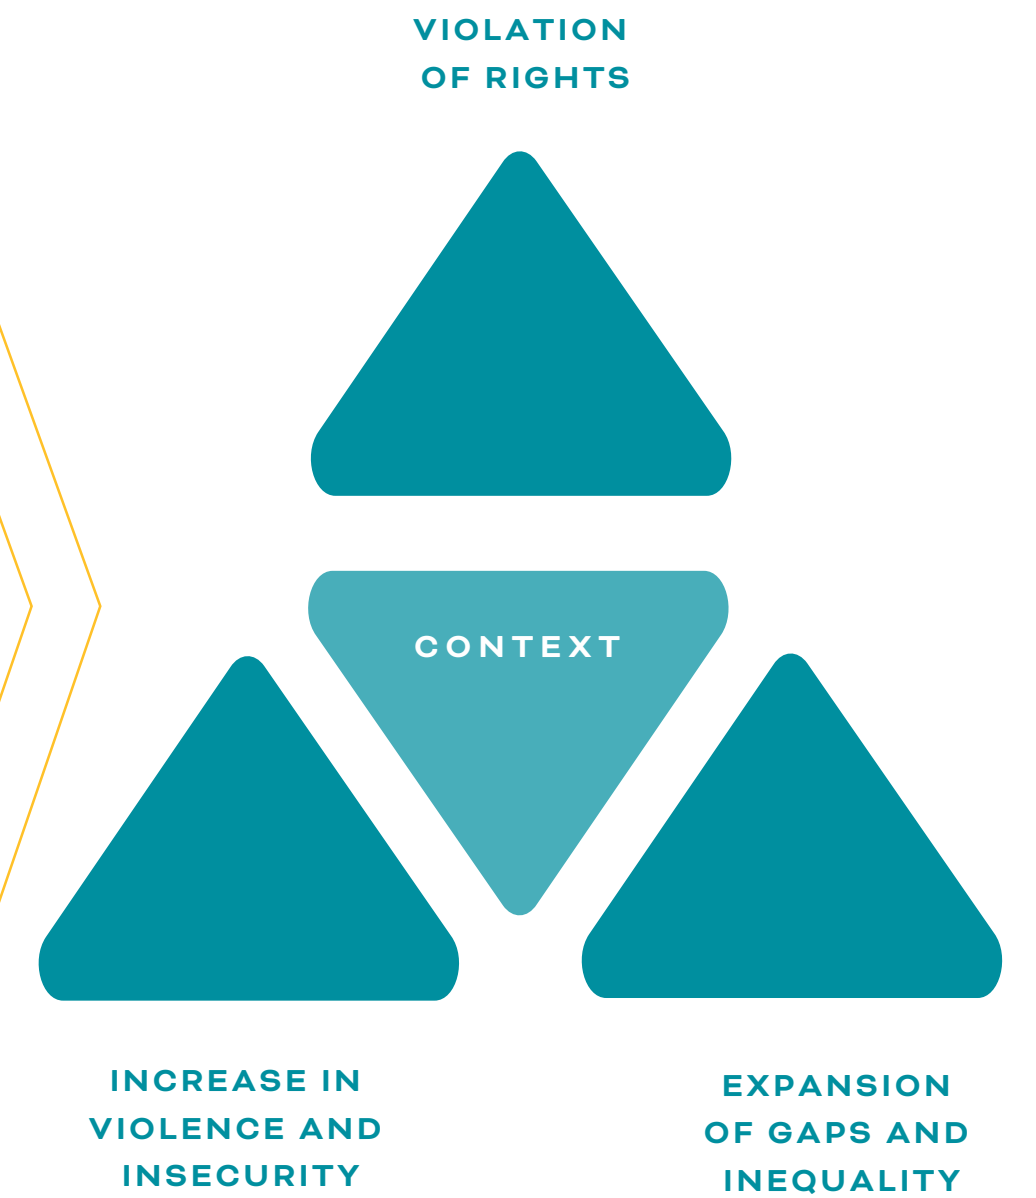 VIOLATION
OF RIGHTS
CONTEXT
INCREASE IN
VIOLENCE AND
INSECURITY
EXPANSION
OF GAPS AND
INEQUALITY